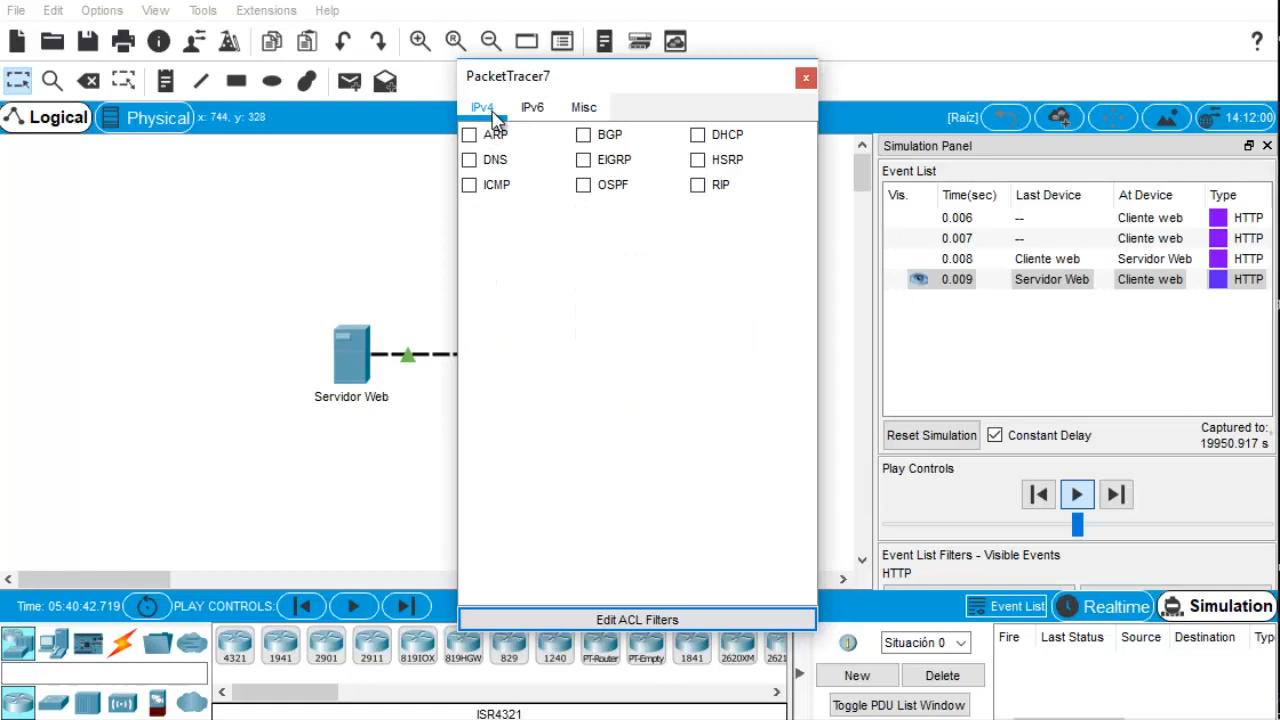 File Edit Options View Tools Extensions Help
?
PacketTracer7
x
IPv4 IPv6 Misc
Logical
Physical
x: 744, y: 328
[Raíz]
14:12:00
ARP BGP DHCP
DNS EIGRP HSRP
ICMP OSPF RIP
Simulation Panel
Event List
Vis. Time(sec) Last Device At Device Type
0.006 -- Cliente web HTTP
0.007 -- Cliente web HTTP
0.008 Cliente web Servidor Web HTTP
0.009 Servidor Web Cliente web HTTP
Servidor Web
Reset Simulation
Constant Delay
Captured to:
19950.917 s
Play Controls
Event List Filters - Visible Events
HTTP
Edit ACL Filters
Time: 05:40:42.719
PLAY CONTROLS:
Event List
Realtime
Simulation
4321 1941 2901 2911 819IOX 819HGW 829 1240 PT-Router PT-Empty 1841 2620XM 2621
ISR4321
Situación 0
New Delete
Toggle PDU List Window
Fire Last Status Source Destination Typ